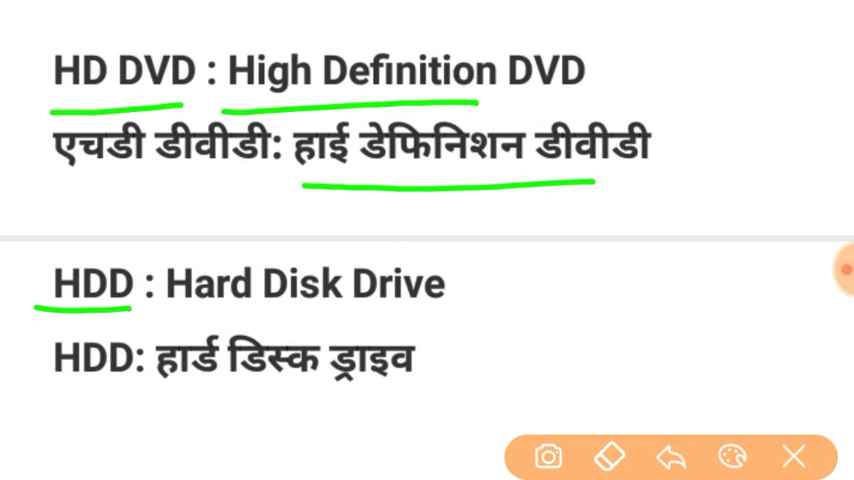 HD DVD : High Definition DVD
एचडी डीवीडी: हाई डेफिनिशन डीवीडी
HDD : Hard Disk Drive
HDD: हार्ड डिस्क ड्राइव